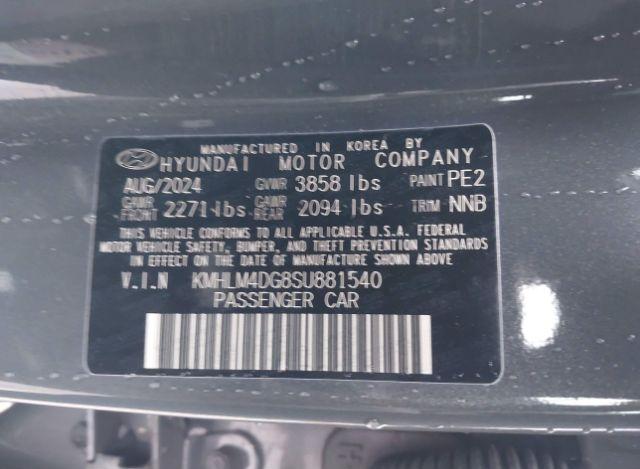 MANUFACTURED IN KOREA BY
HYUNDAI MOTOR COMPANY
AUG/2024 GVWR 3858 lbs PAINT PE2
GAWR FRONT 2271 lbs GAWR REAR 2094 lbs TRIM NNB
THIS VEHICLE CONFORMS TO ALL APPLICABLE U.S.A. FEDERAL
MOTOR VEHICLE SAFETY, BUMPER, AND THEFT PREVENTION STANDARDS
IN EFFECT ON THE DATE OF MANUFACTURE SHOWN ABOVE
V.I.N KMHLM4DG8SU881540
PASSENGER CAR